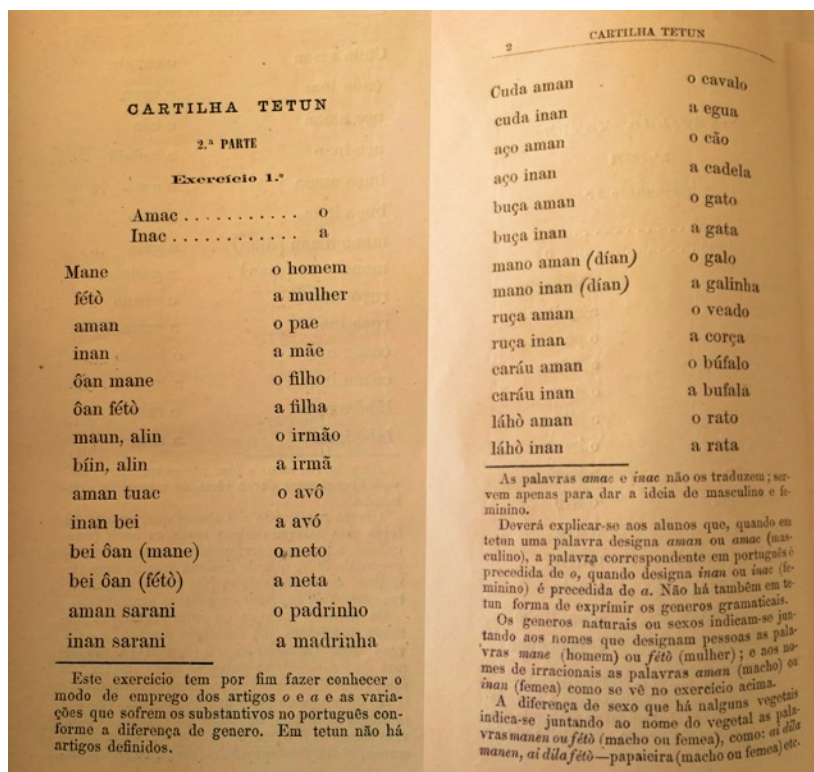 CARTILHA TETUN
2.ª PARTE
Exercício 1.º
Amac . . . . . . . . . . . o
Inac . . . . . . . . . . . . a
Mane o homem
fétò a mulher
aman o pae
inan a mãe
ôan mane o filho
ôan fétò a filha
maun, alin o irmão
bíin, alin a irmã
aman tuac o avô
inan bei a avó
bei ôan (mane) o neto
bei ôan (fétò) a neta
aman sarani o padrinho
inan sarani a madrinha
Este exercício tem por fim fazer conhecer o
modo de emprego dos artigos o e a e as varia-
ções que sofrem os substantivos no português con-
forme a diferença de genero. Em tetun não há
artigos definidos.
2 CARTILHA TETUN
Cuda aman o cavalo
cuda inan a egua
aço aman o cão
aço inan a cadela
buça aman o gato
buça inan a gata
mano aman (dían) o galo
mano inan (dían) a galinha
ruça aman o veado
ruça inan a corça
caráu aman o búfalo
caráu inan a bufala
láhò aman o rato
láhò inan a rata
As palavras amac e inac não os traduzem ; ser-
vem apenas para dar a ideia de masculino e fe-
minino.
Deverá explicar-se aos alunos que, quando em
tetun uma palavra designa aman ou amac (mas-
culino), a palavra correspondente em português é
precedida de o, quando designa inan ou inac (fe-
minino) é precedida de a. Não há tambêm em te-
tun forma de exprímir os generos gramaticais.
Os generos naturais ou sexos indicam-se jun-
tando aos nomes que designam pessoas as pala-
vras mane (homem) ou fétò (mulher) ; e aos no-
mes de irracionais as palavras aman (macho) ou
inan (femea) como se vê no exercício acima.
A diferença de sexo que há nalguns vegetais
indica-se juntando ao nome do vegetal as pala-
vras manen ou fétò (macho ou femea), como: ai dila
manen, ai dila fétò—papaieira (macho ou femea) etc.